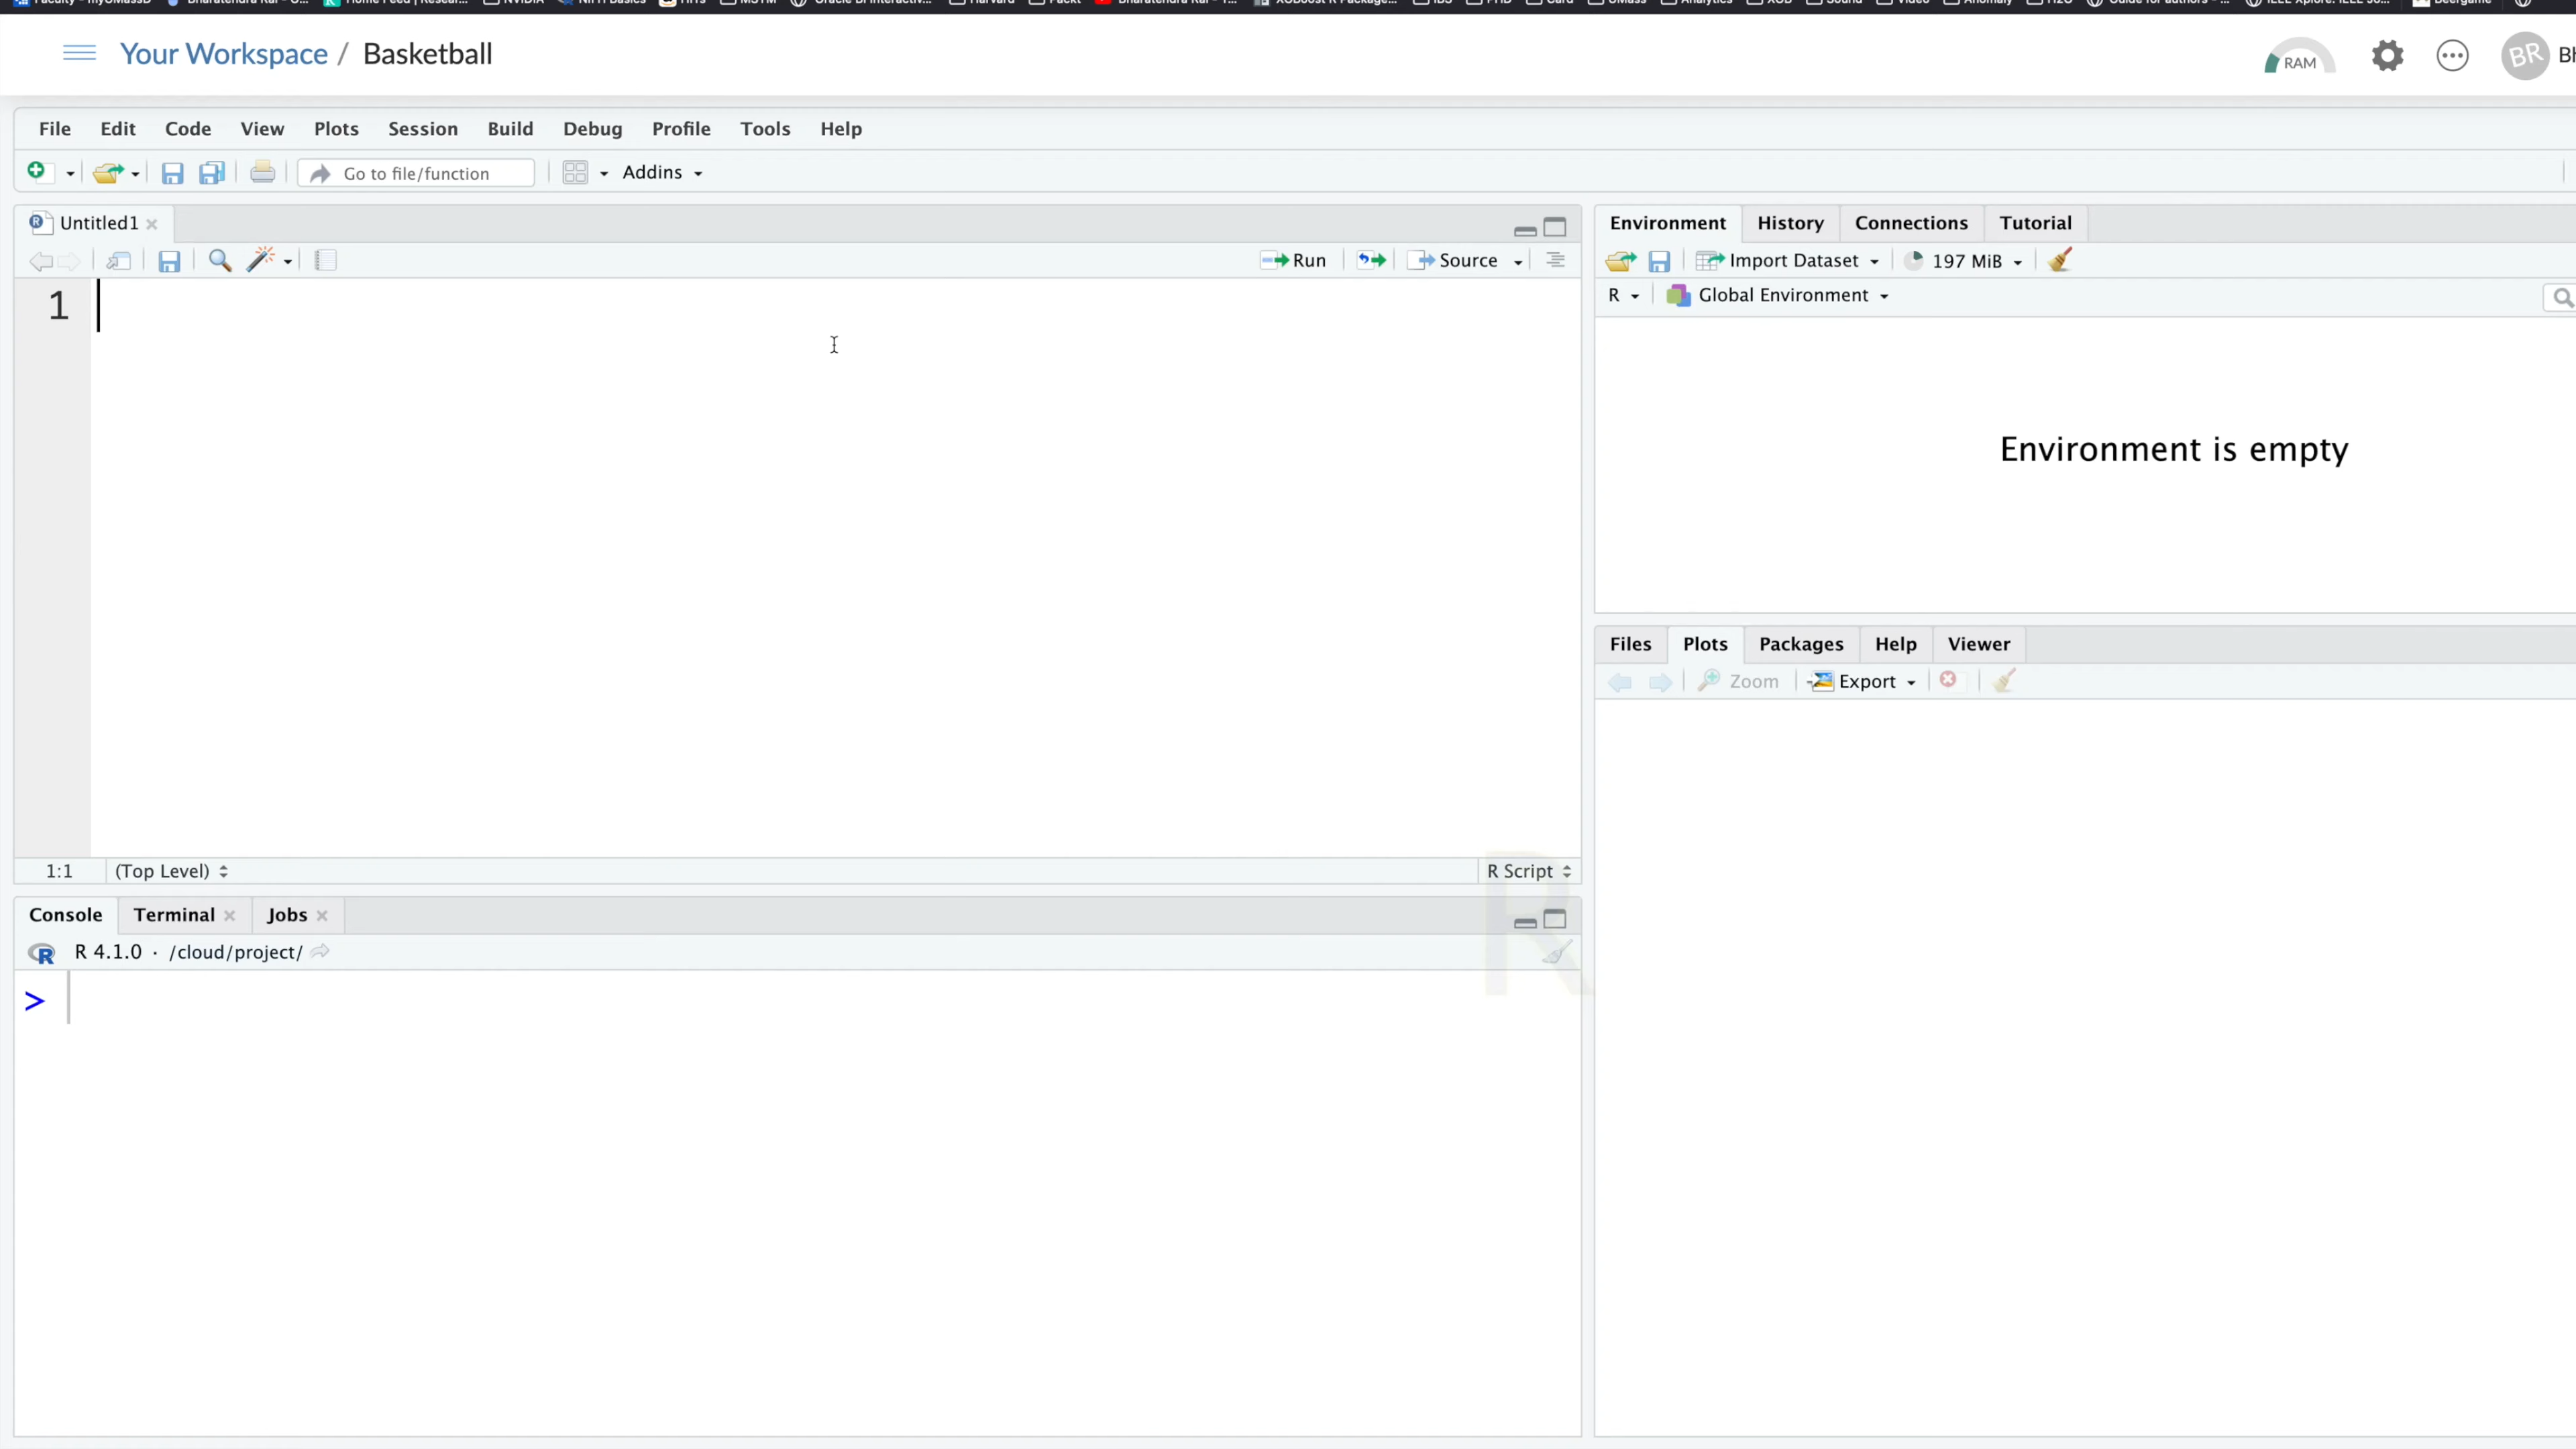 Your Workspace / Basketball
RAM
BR
File Edit Code View Plots Session Build Debug Profile Tools Help
Go to file/function
Addins
Untitled1
Run
Source
1
1:1 (Top Level)
R Script
Console Terminal Jobs
R 4.1.0 · /cloud/project/
>
Environment History Connections Tutorial
Import Dataset
197 MiB
R
Global Environment
Environment is empty
Files Plots Packages Help Viewer
Zoom
Export
R